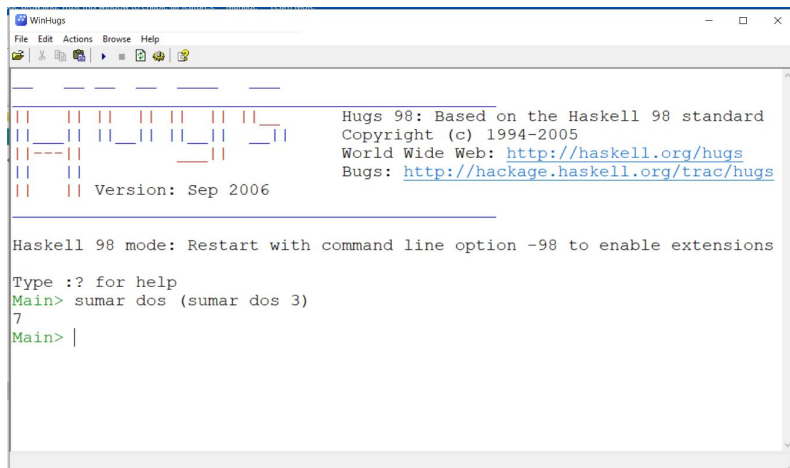 WinHugs
File Edit Actions Browse Help
Hugs 98: Based on the Haskell 98 standard
Copyright (c) 1994-2005
World Wide Web: http://haskell.org/hugs
Bugs: http://hackage.haskell.org/trac/hugs
Version: Sep 2006
Haskell 98 mode: Restart with command line option -98 to enable extensions
Type :? for help
Main> sumar dos (sumar dos 3)
7
Main>